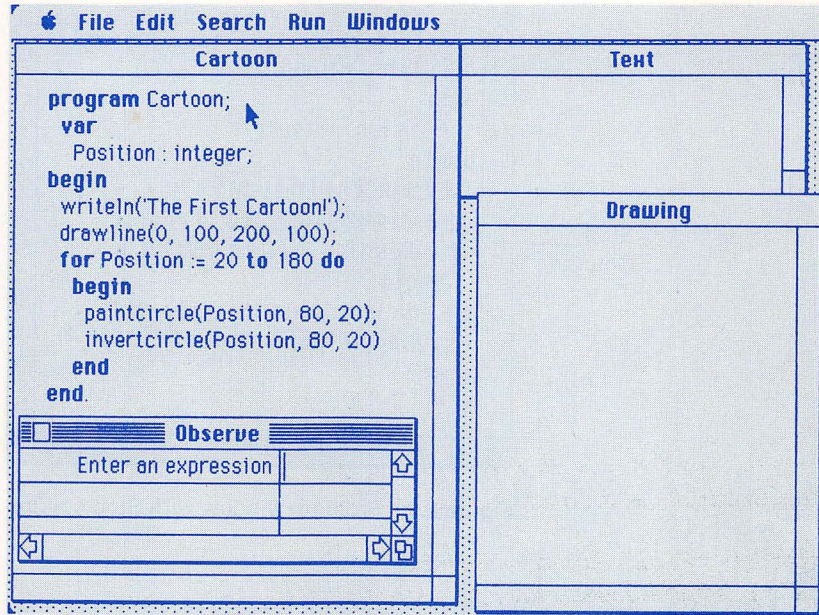 File Edit Search Run Windows
Cartoon
program Cartoon;
var
Position : integer;
begin
writeln('The First Cartoon!');
drawline(0, 100, 200, 100);
for Position := 20 to 180 do
begin
paintcircle(Position, 80, 20);
invertcircle(Position, 80, 20)
end
end.
Observe
Enter an expression
Text
Drawing